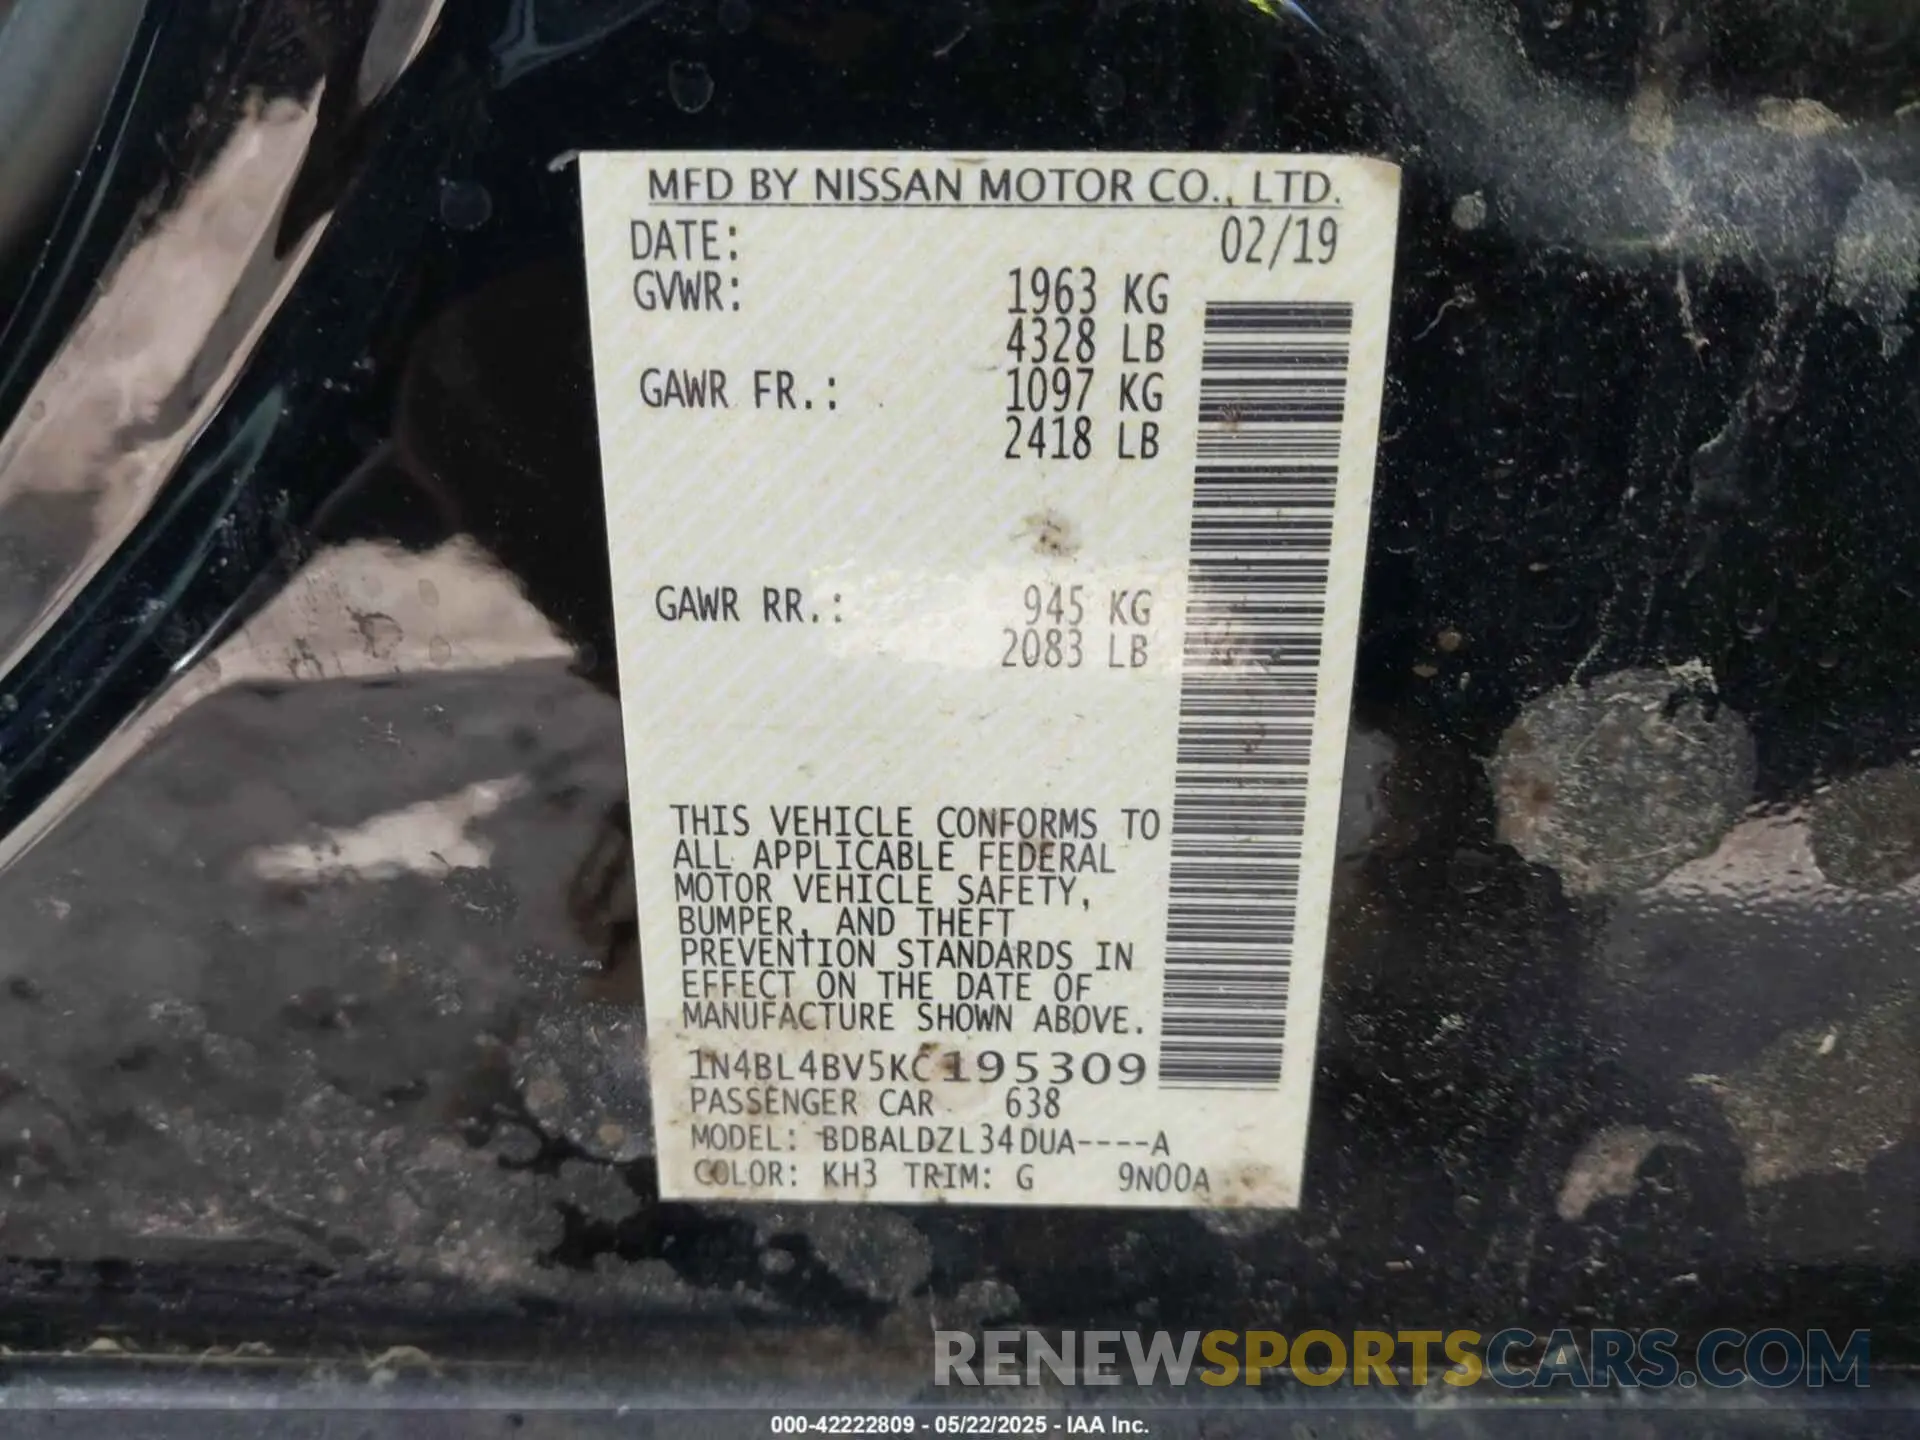 MFD BY NISSAN MOTOR CO., LTD.
DATE: 02/19
GVWR: 1963 KG
4328 LB
GAWR FR.: 1097 KG
2418 LB
GAWR RR.: 945 KG
2083 LB
THIS VEHICLE CONFORMS TO
ALL APPLICABLE FEDERAL
MOTOR VEHICLE SAFETY,
BUMPER, AND THEFT
PREVENTION STANDARDS IN
EFFECT ON THE DATE OF
MANUFACTURE SHOWN ABOVE.
1N4BL4BV5KC195309
PASSENGER CAR 638
MODEL: BDBALDZL34DUA----A
COLOR: KH3 TRIM: G 9N00A
RENEWSPORTSCARS.COM
000-42222809 - 05/22/2025 - IAA Inc.